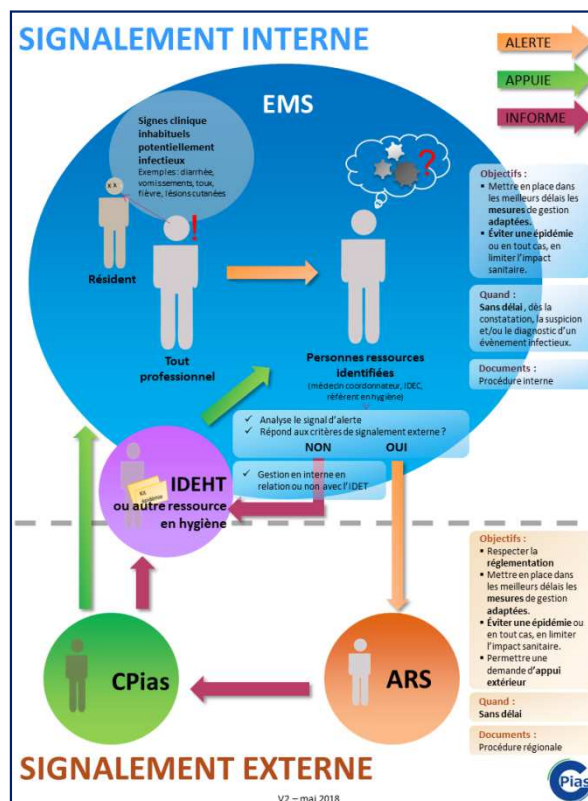 SIGNALEMENT INTERNE
ALERTE
APPUIE
INFORME
EMS
Signes clinique
inhabituels
potentiellement
infectieux
Exemples : diarrhée,
vomissements, toux,
fièvre, lésions cutanées
!
?
Résident
Tout
professionnel
Personnes ressources
identifiées
(médecin coordonnateur, IDEC,
référent en hygiène)
✓ Analyse le signal d'alerte
✓ Répond aux critères de signalement externe ?
NON OUI
✓ Gestion en interne en
relation ou non avec l'IDET
Objectifs :
▪ Mettre en place dans
les meilleurs délais les
mesures de gestion
adaptées.
▪ Éviter une épidémie
ou en tout cas, en
limiter l'impact
sanitaire.
Quand :
Sans délai, dès la
constatation, la suspicion
et/ou le diagnostic d'un
évènement infectieux.
Documents :
Procédure interne
Kit
épidémie
IDEHT
ou autre ressource
en hygiène
CPias
ARS
Objectifs :
▪ Respecter la
réglementation
▪ Mettre en place dans
les meilleurs délais les
mesures de gestion
adaptées.
▪ Éviter une épidémie ou
en tout cas, en limiter
l'impact sanitaire.
▪ Permettre une
demande d'appui
extérieur
Quand :
Sans délai
Documents :
Procédure régionale
SIGNALEMENT EXTERNE
V2 – mai 2018
CPias